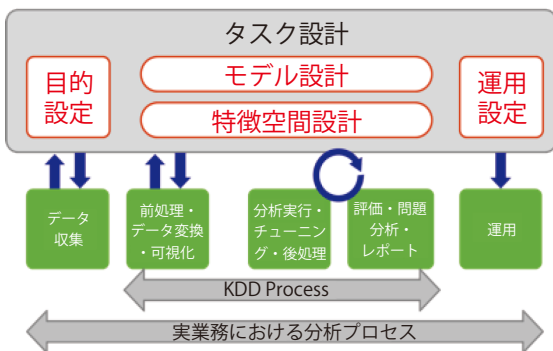 タスク設計
目的
設定
モデル設計
特徴空間設計
運用
設定
データ
収集
前処理・
データ変換
・可視化
分析実行・
チューニン
グ・後処理
評価・問題
分析・
レポート
運用
KDD Process
実業務における分析プロセス